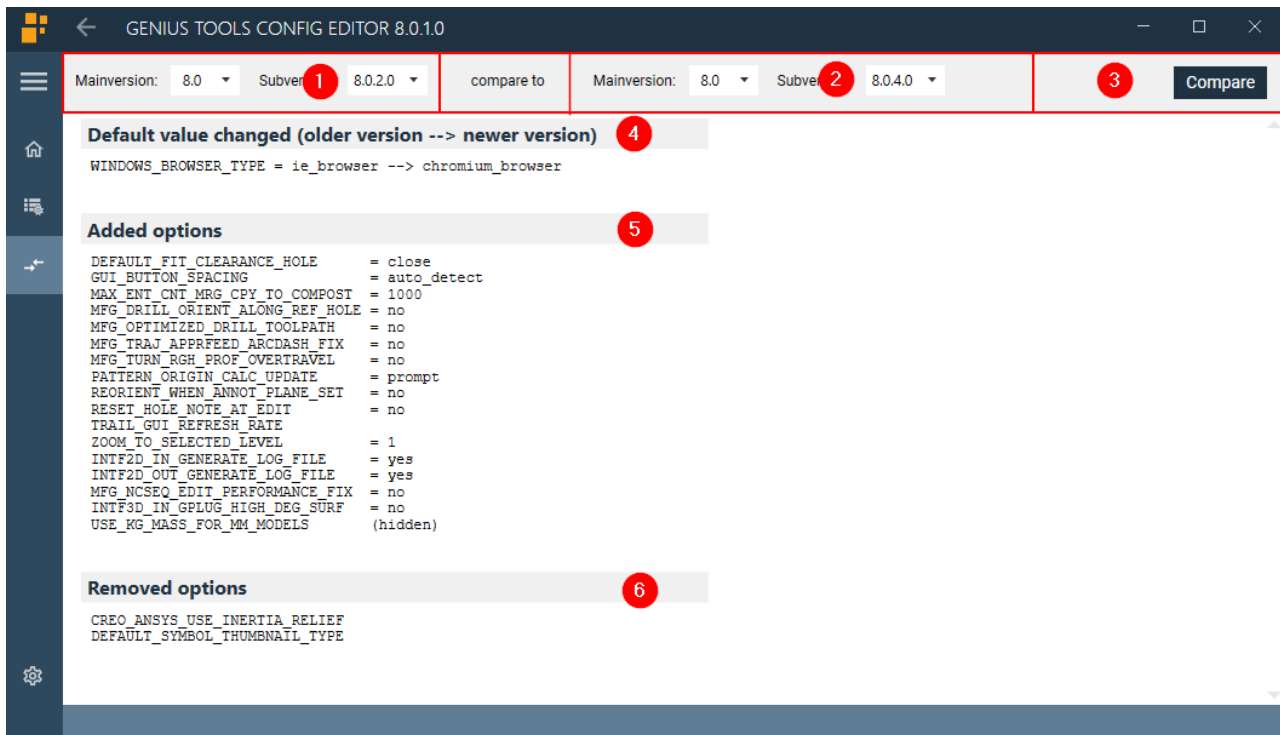 GENIUS TOOLS CONFIG EDITOR 8.0.1.0
Mainversion: 8.0 Subver 1 8.0.2.0 compare to Mainversion: 8.0 Subver 2 8.0.4.0 3 Compare
Default value changed (older version --> newer version) 4
WINDOWS_BROWSER_TYPE = ie_browser --> chromium_browser
Added options 5
DEFAULT_FIT_CLEARANCE_HOLE = close
GUI_BUTTON_SPACING = auto_detect
MAX_ENT_CNT_MRG_CPY_TO_COMPOST = 1000
MFG_DRILL_ORIENT_ALONG_REF_HOLE = no
MFG_OPTIMIZED_DRILL_TOOLPATH = no
MFG_TRAJ_APPRFEED_ARCDASH_FIX = no
MFG_TURN_RGH_PROF_OVERTRAVEL = no
PATTERN_ORIGIN_CALC_UPDATE = prompt
REORIENT_WHEN_ANNOT_PLANE_SET = no
RESET_HOLE_NOTE_AT_EDIT = no
TRAIL_GUI_REFRESH_RATE
ZOOM_TO_SELECTED_LEVEL = 1
INTF2D_IN_GENERATE_LOG_FILE = yes
INTF2D_OUT_GENERATE_LOG_FILE = yes
MFG_NCSEQ_EDIT_PERFORMANCE_FIX = no
INTF3D_IN_GPLUG_HIGH_DEG_SURF = no
USE_KG_MASS_FOR_MM_MODELS (hidden)
Removed options 6
CREO_ANSYS_USE_INERTIA_RELIEF
DEFAULT_SYMBOL_THUMBNAIL_TYPE